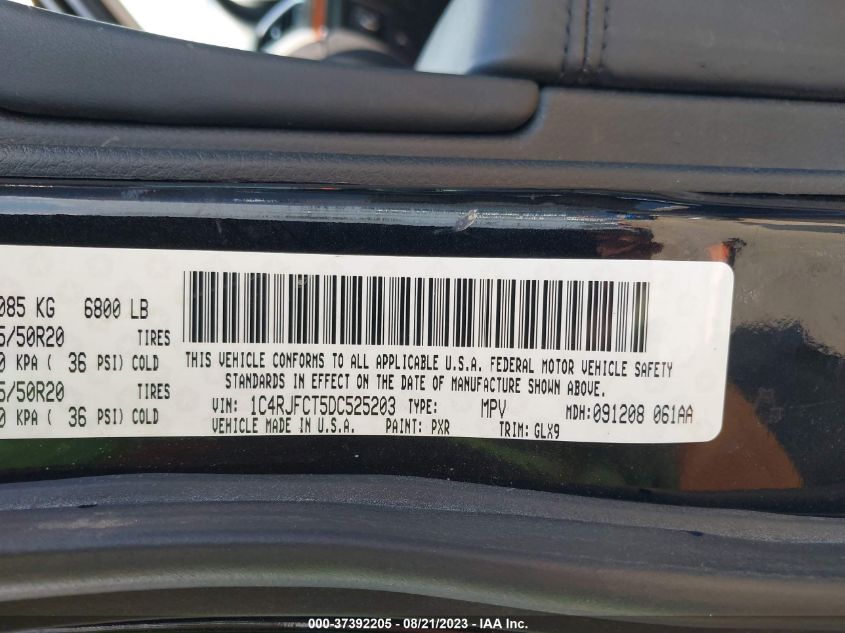 085 KG 6800 LB
5/50R20 TIRES
0 KPA ( 36 PSI) COLD
5/50R20 TIRES
0 KPA ( 36 PSI) COLD
THIS VEHICLE CONFORMS TO ALL APPLICABLE U.S.A. FEDERAL MOTOR VEHICLE SAFETY
STANDARDS IN EFFECT ON THE DATE OF MANUFACTURE SHOWN ABOVE.
VIN: 1C4RJFCT5DC525203 TYPE: MPV MDH:091208 061AA
VEHICLE MADE IN U.S.A. PAINT: PXR TRIM: GLX9
000-37392205 - 08/21/2023 - IAA Inc.